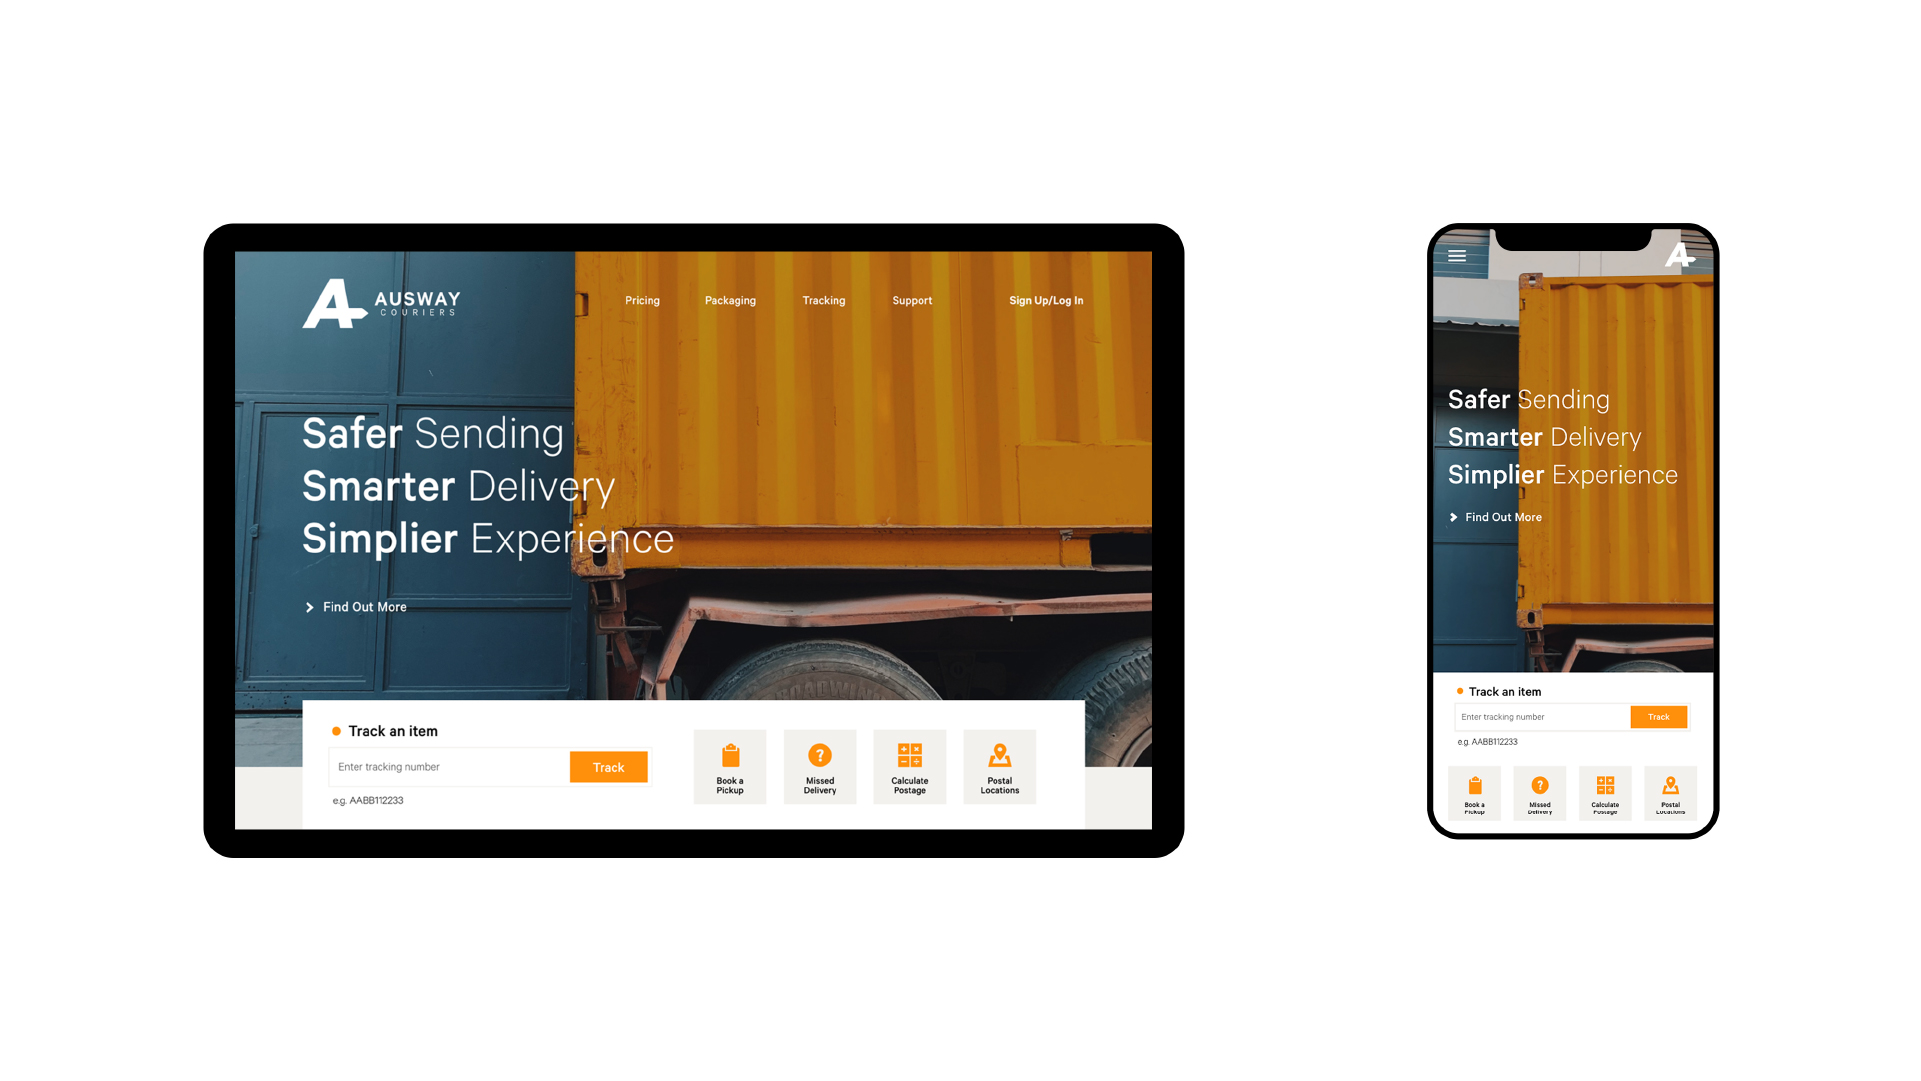 AUSWAY
COURIERS
Pricing Packaging Tracking Support Sign Up/Log In
Safer Sending
Smarter Delivery
Simplier Experience
Find Out More
Track an item
Enter tracking number
Track
e.g. AABB112233
Book a
Pickup
Missed
Delivery
Calculate
Postage
Postal
Locations
Safer Sending
Smarter Delivery
Simplier Experience
Find Out More
Track an item
Enter tracking number
Track
e.g. AABB112233
Book a
Pickup
Missed
Delivery
Calculate
Postage
Postal
Locations